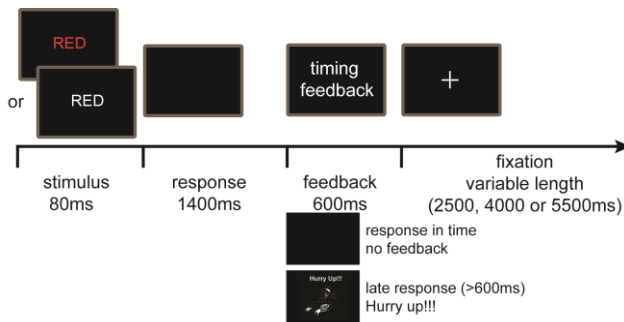 RED
or
RED
timing
feedback
+
stimulus
80ms
response
1400ms
feedback
600ms
fixation
variable length
(2500, 4000 or 5500ms)
response in time
no feedback
Hurry Up!!!
late response (>600ms)
Hurry up!!!